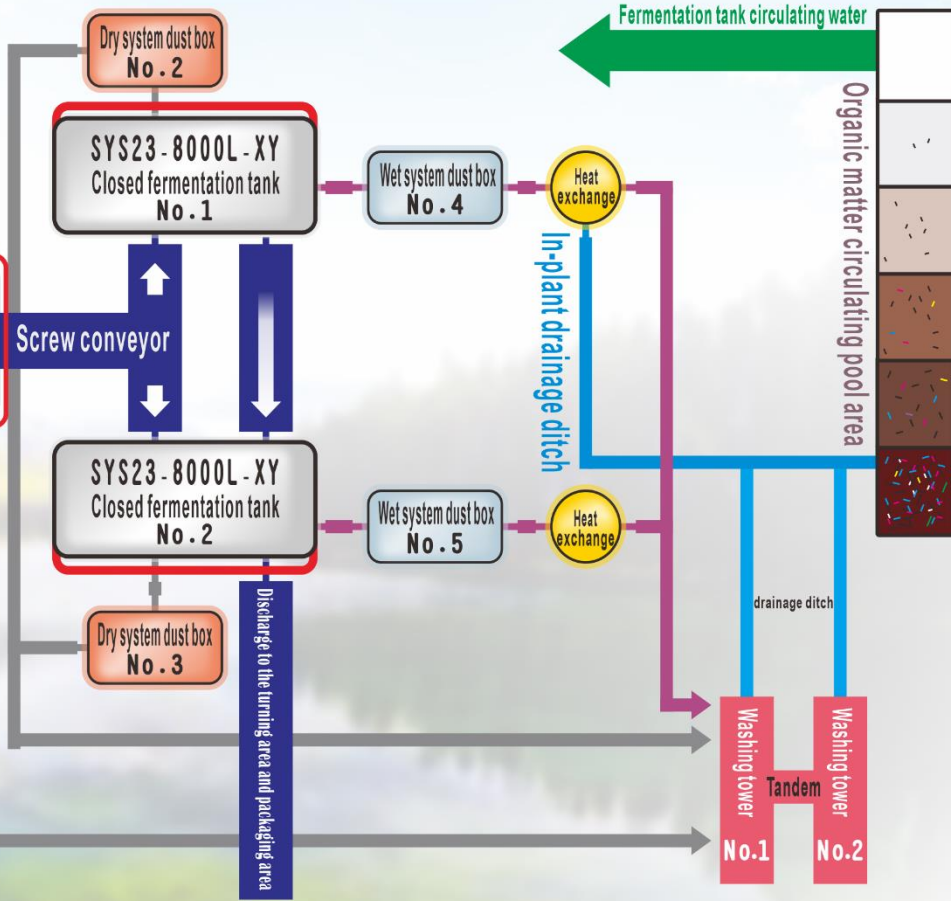 Fermentation tank circulating water
Dry system dust box
No.2
SYS23-8000L-XY
Closed fermentation tank
No.1
Wet system dust box
No.4
Heat
exchange
Organic matter circulating pool area
In-plant drainage ditch
Screw conveyor
SYS23-8000L-XY
Closed fermentation tank
No.2
Wet system dust box
No.5
Heat
exchange
Dry system dust box
No.3
Discharge to the turning area and packaging area
drainage ditch
Washing tower
No.1
Tandem
Washing tower
No.2